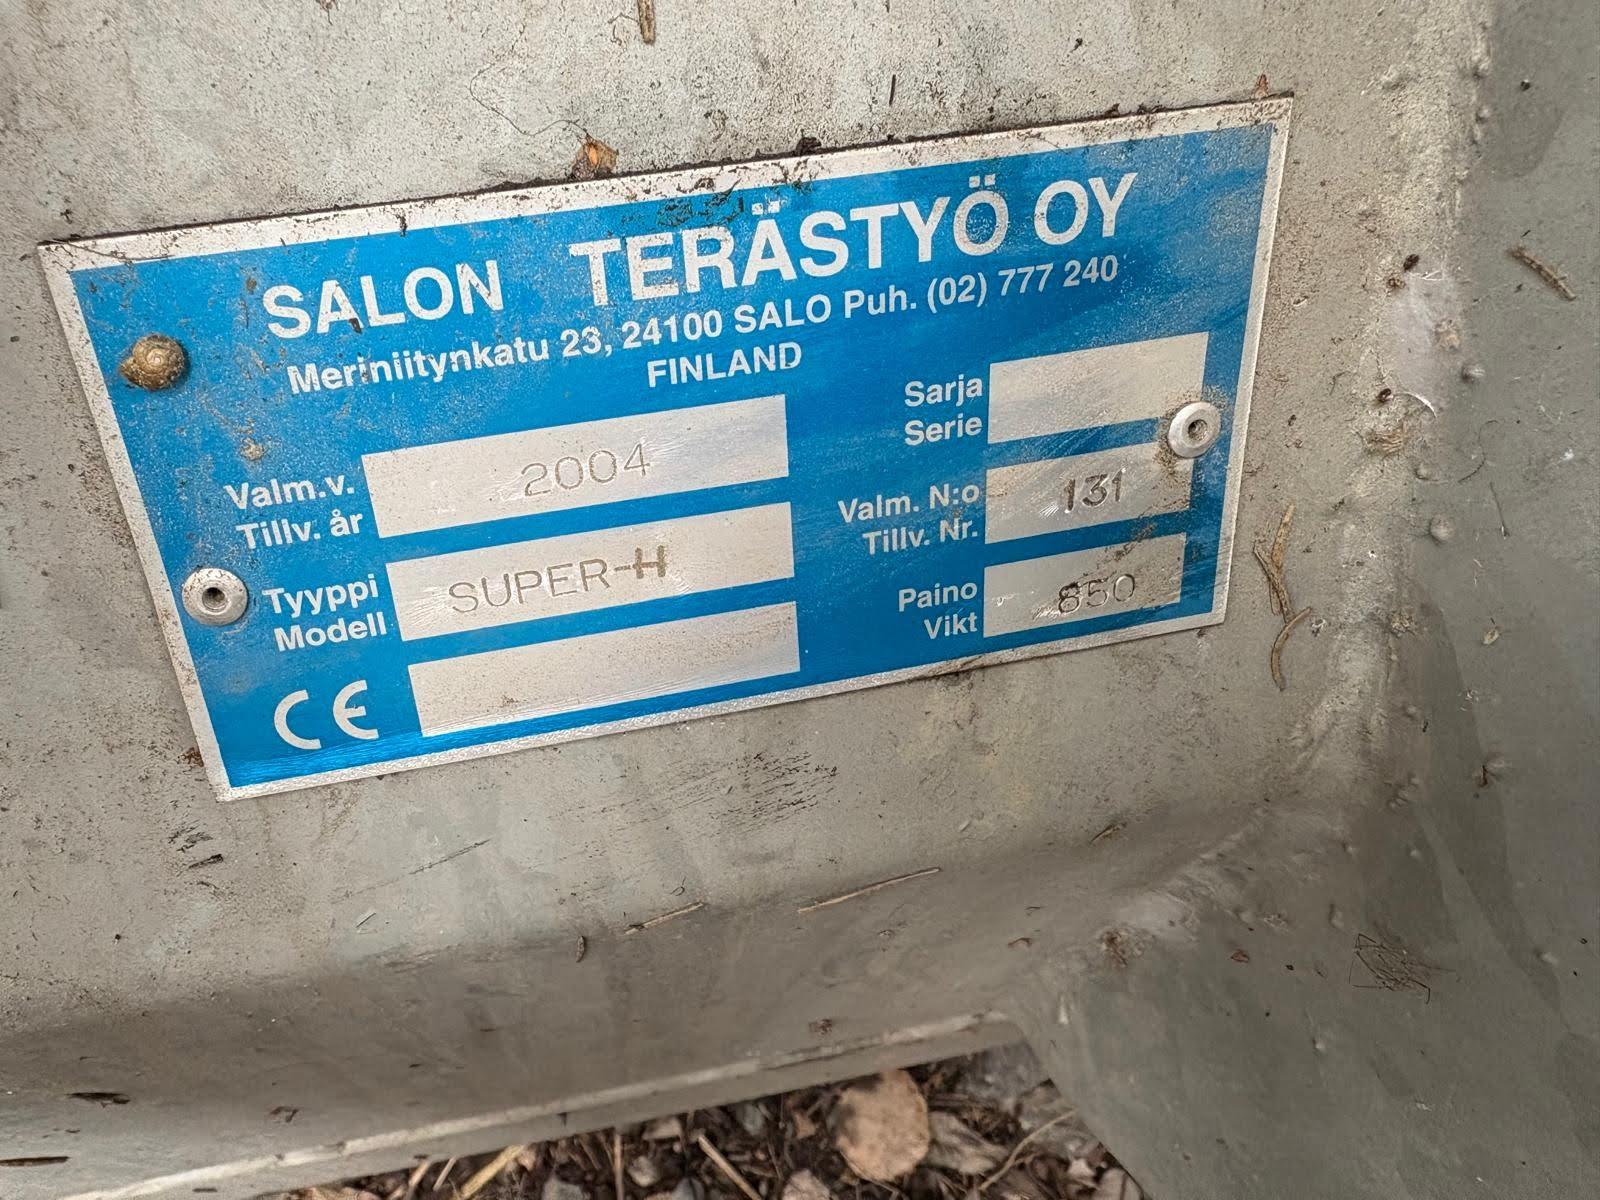 SALON TERÄSTYÖ OY
Meriniitynkatu 23, 24100 SALO Puh. (02) 777 240
FINLAND
Valm.v. 2004
Tillv. år
Tyyppi SUPER-H
Modell
CE
Sarja
Serie
Valm. N:o 131
Tillv. Nr.
Paino 850
Vikt